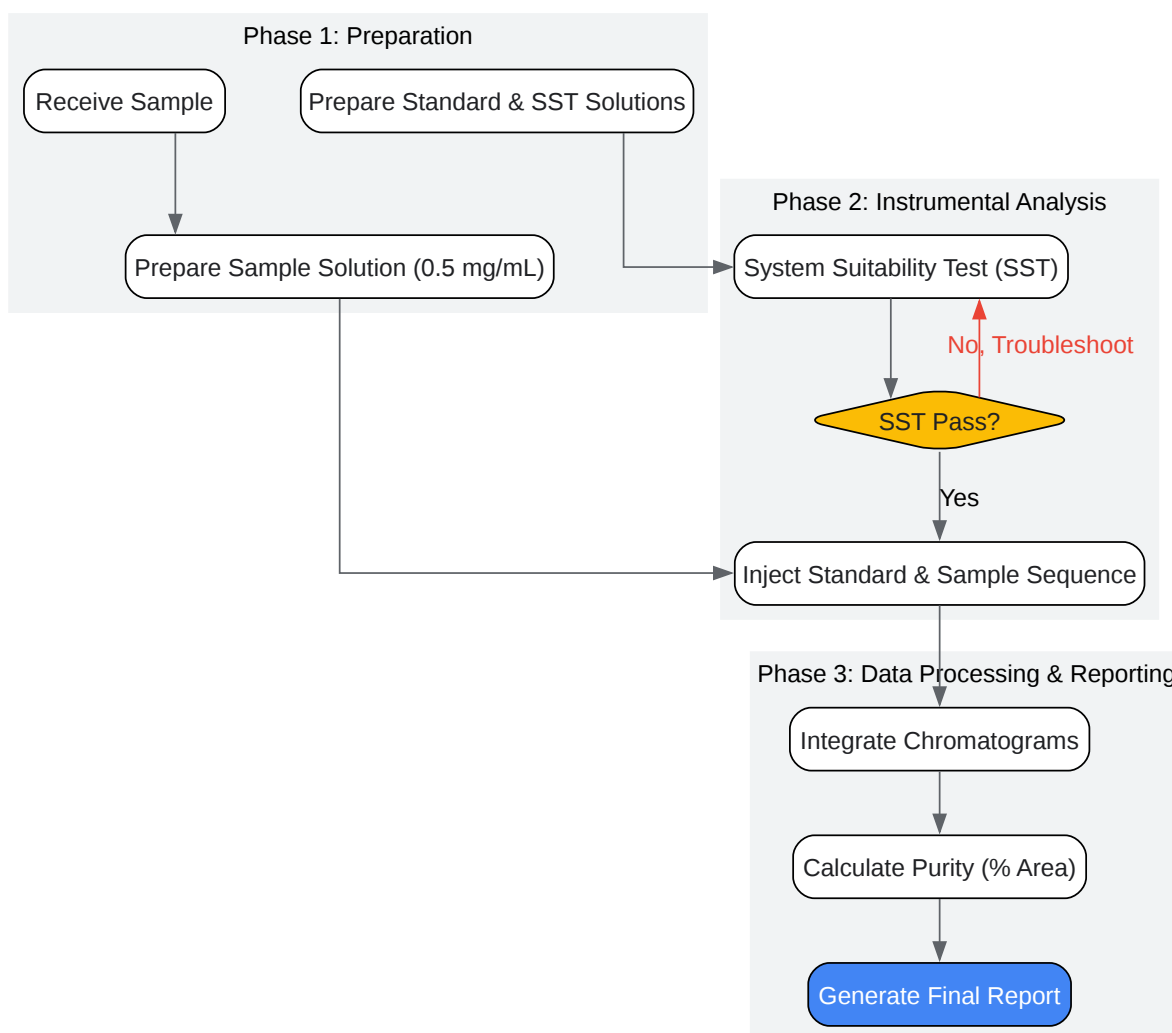 Phase 1: Preparation
Receive Sample
Prepare Standard & SST Solutions
Prepare Sample Solution (0.5 mg/mL)
Phase 2: Instrumental Analysis
System Suitability Test (SST)
No, Troubleshoot
SST Pass?
Yes
Inject Standard & Sample Sequence
Phase 3: Data Processing & Reporting
Integrate Chromatograms
Calculate Purity (% Area)
Generate Final Report